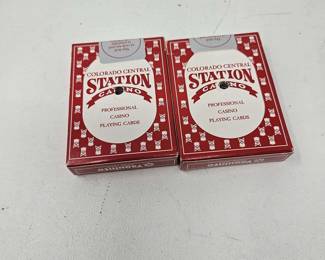 COLORADO CENTRAL
STATION
CASINO
PROFESSIONAL
CASINO
PLAYING CARDS
COLORADO CENTRAL
STATION
CASINO
PROFESSIONAL
CASINO
PLAYING CARDS